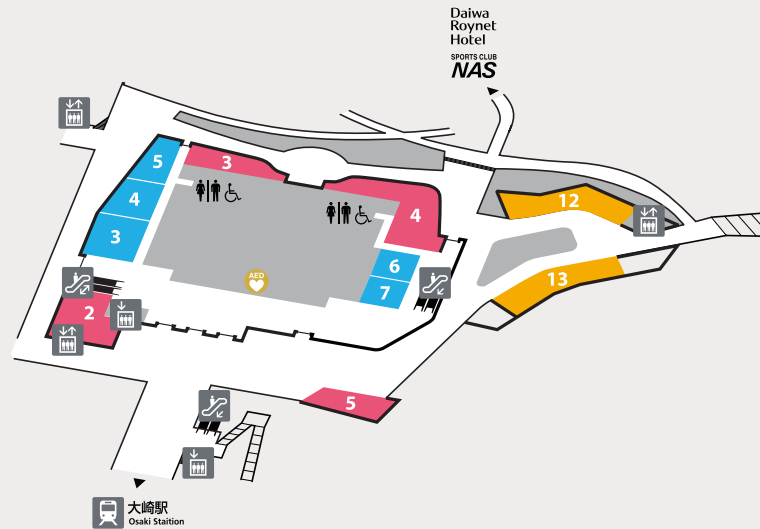 Daiwa
Roynet
Hotel
SPORTS CLUB
NAS
5
3
4
12
4
3
6
13
7
AED
2
5
大崎駅
Osaki Staition